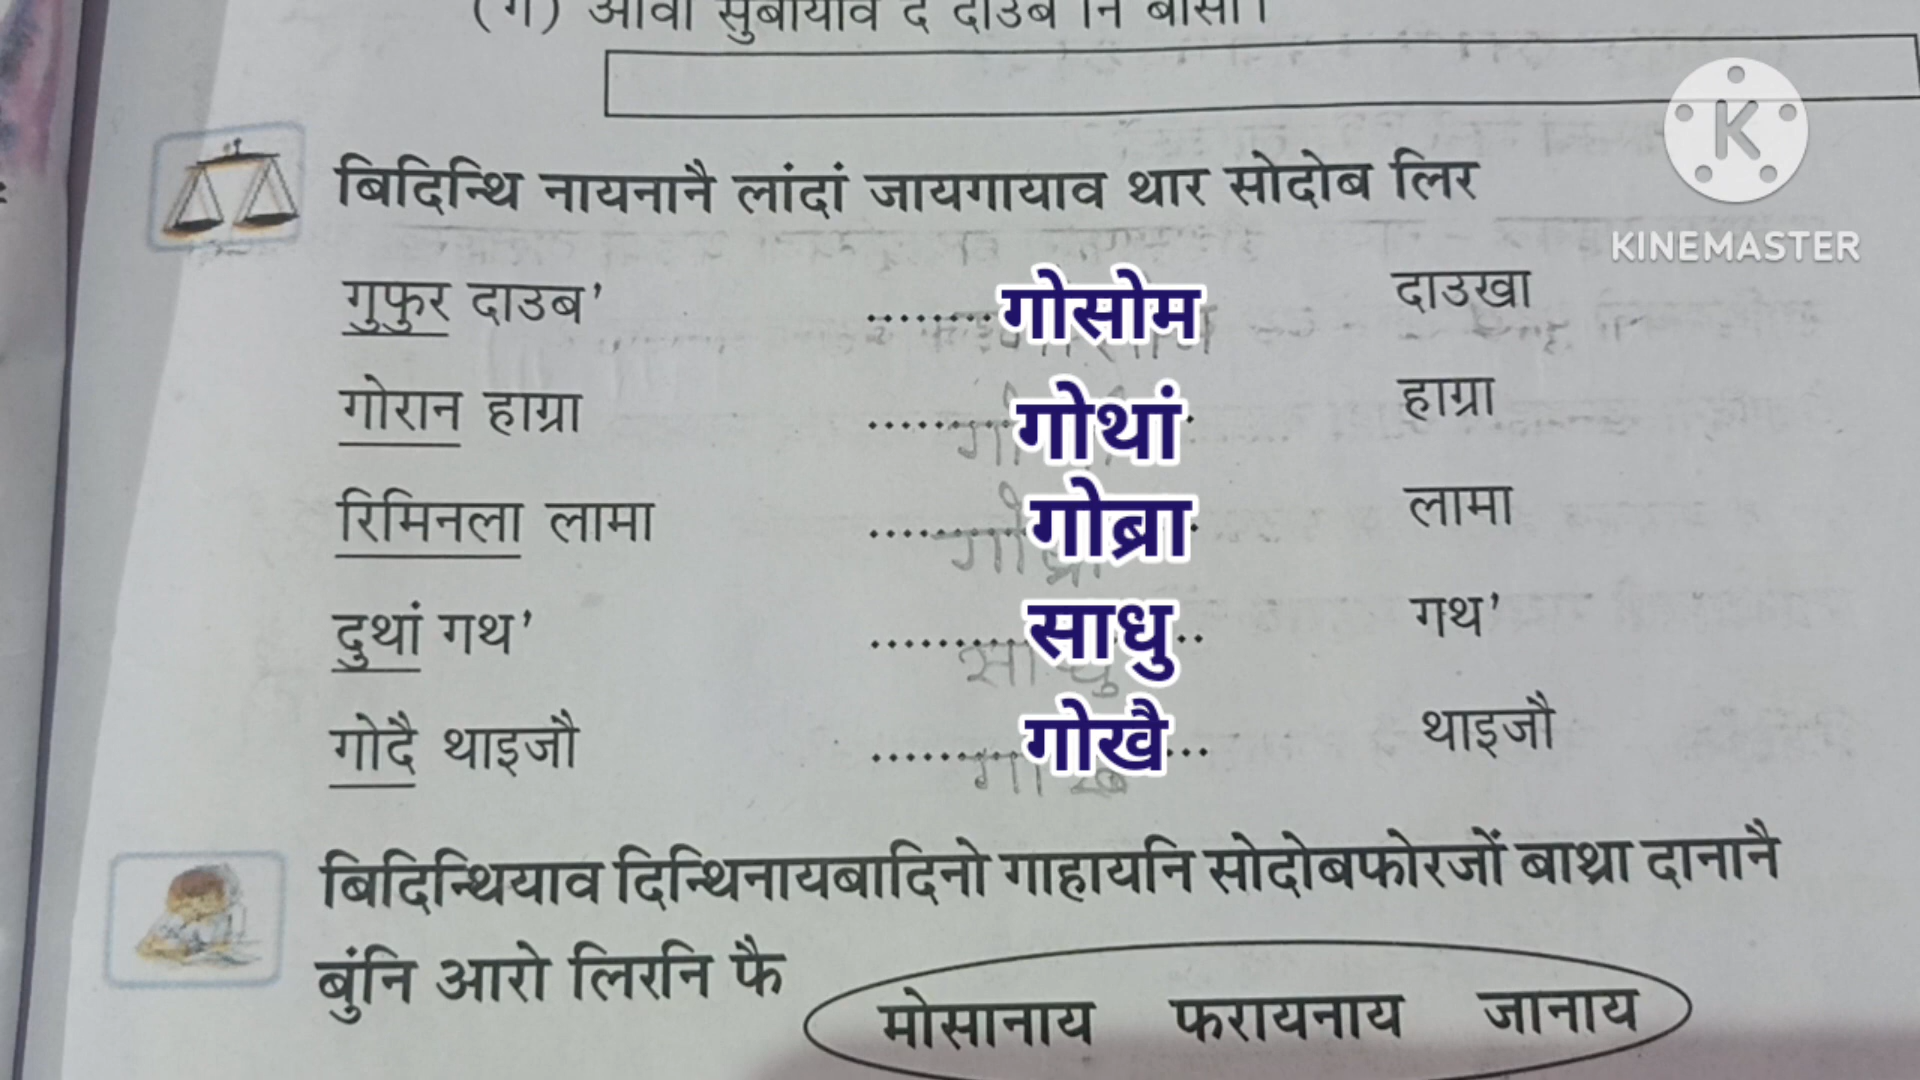 (ग) आवा सुबायाव द दाउब नि बासा।
KINEMASTER
बिदिन्थि नायनानै लांदां जायगायाव थार सोदोब लिर
गुफुर दाउब' ........गोसोम दाउखा
गोरान हाग्रा ........गोथां. हाग्रा
रिमिनला लामा ........गोब्रा. लामा
दुथां गथ' ........साधु.. गथ'
गोदै थाइजौ ........गोखै... थाइजौ
बिदिन्थियाव दिन्थिनायबादिनो गाहायनि सोदोबफोरजों बाथ्रा दानानै
बुंनि आरो लिरनि फै
मोसानाय फरायनाय जानाय